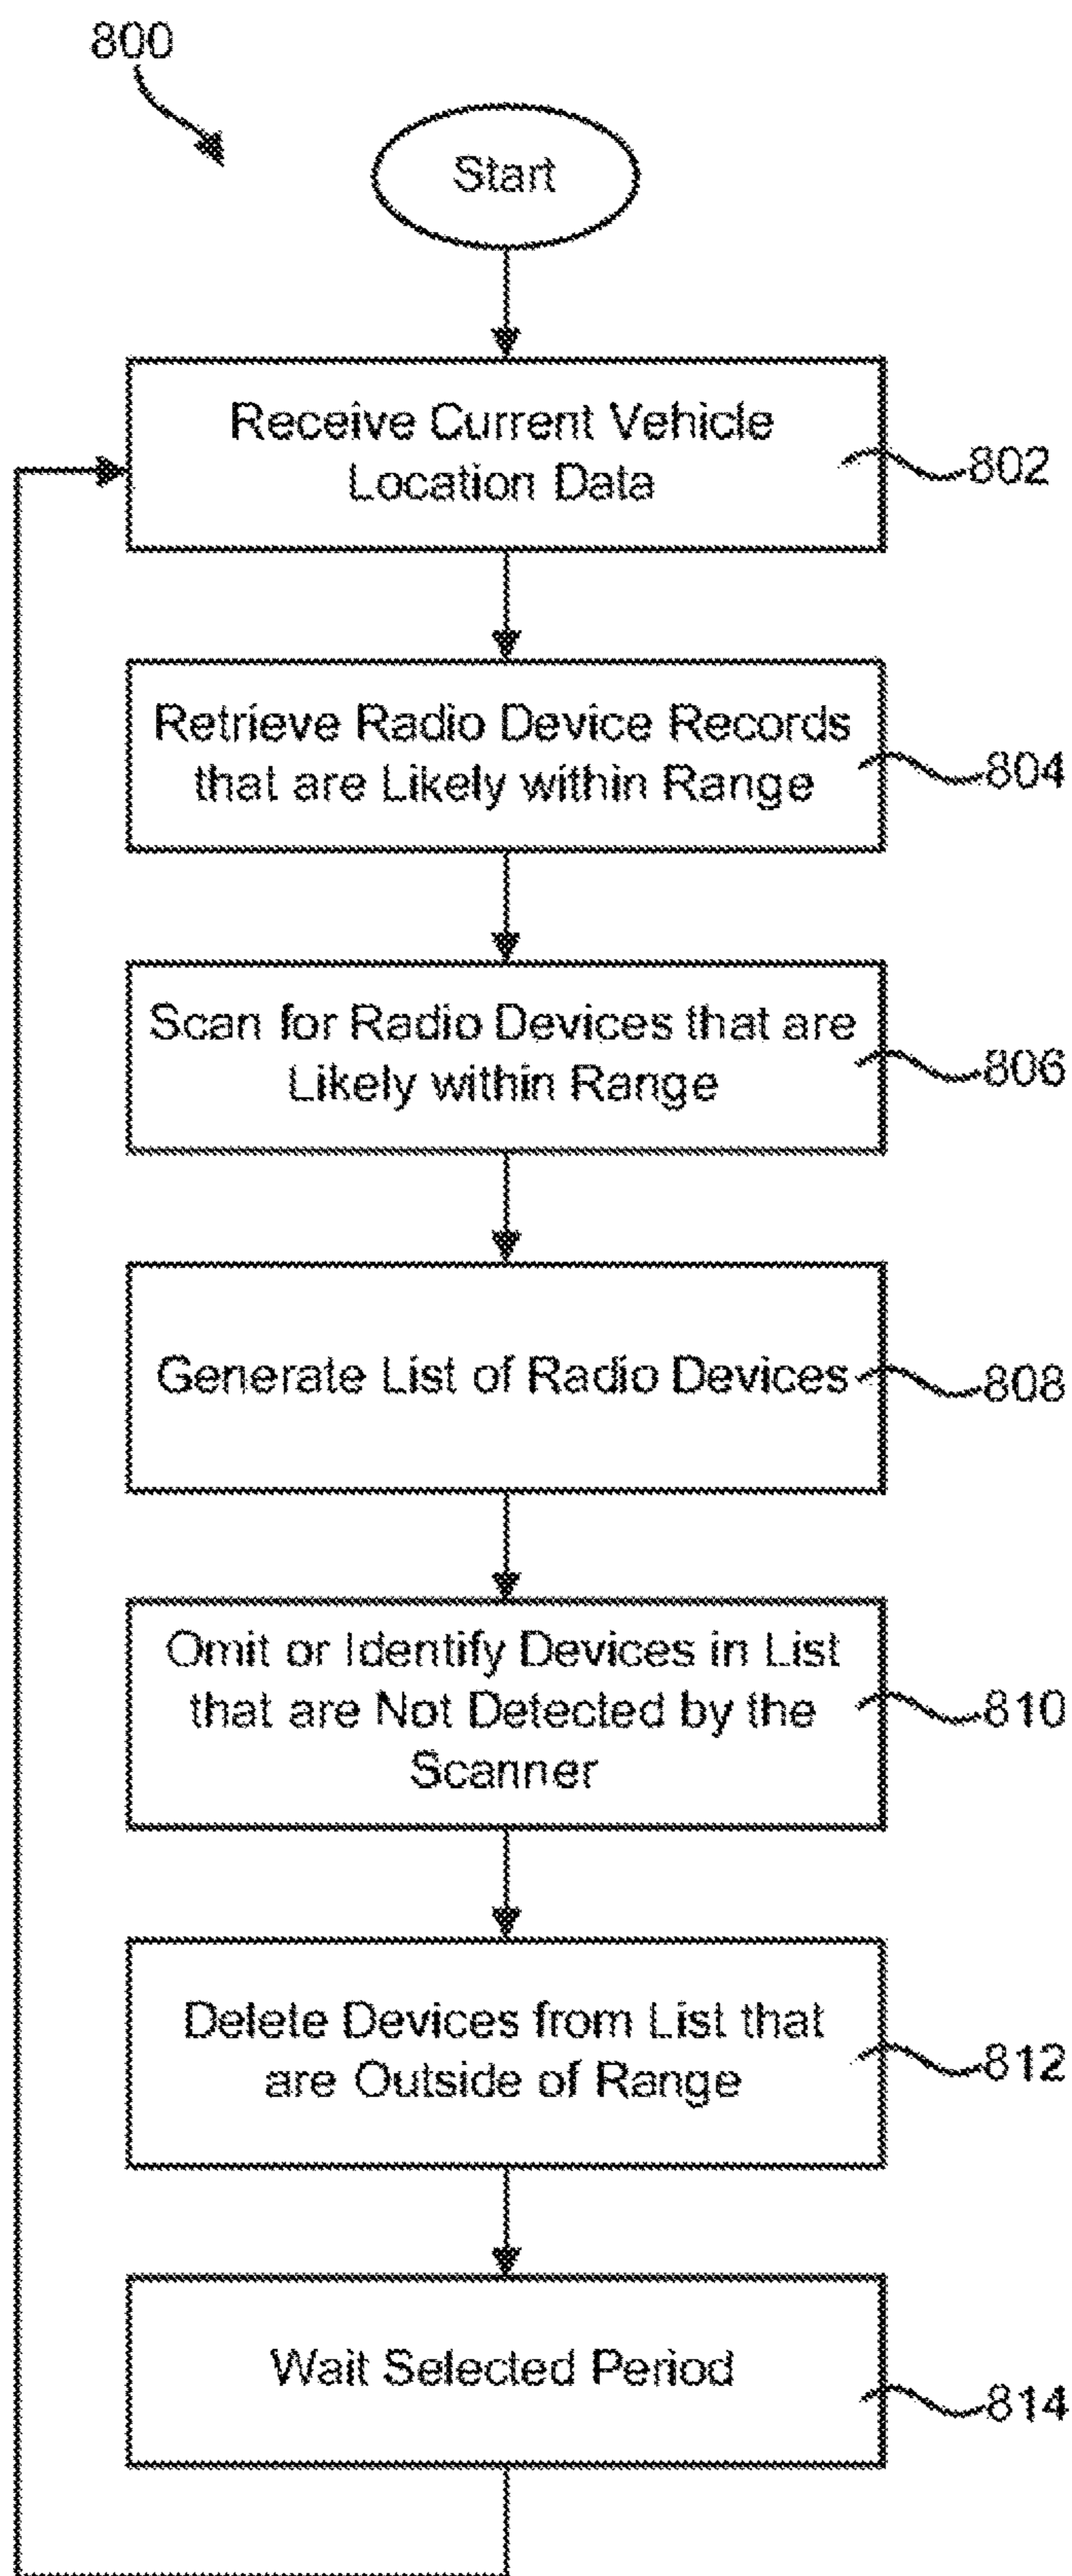 800
Start
Receive Current Vehicle
Location Data
802
Retrieve Radio Device Records
that are Likely within Range
804
Scan for Radio Devices that are
Likely within Range
806
Generate List of Radio Devices
808
Omit or Identify Devices in List
that are Not Detected by the
Scanner
810
Delete Devices from List that
are Outside of Range
812
Wait Selected Period
814